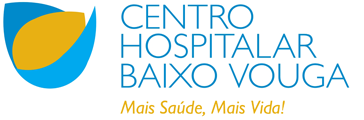 CENTRO
HOSPITALAR
BAIXO VOUGA
Mais Saúde, Mais Vida!